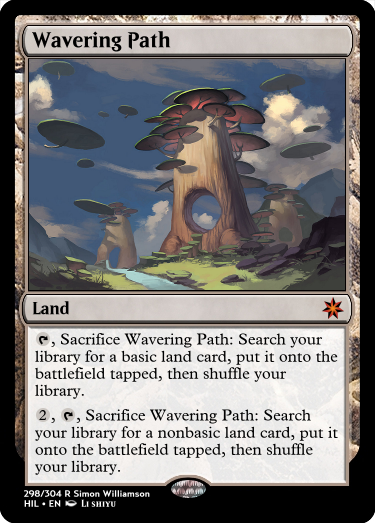 Wavering Path
Land
, Sacrifice Wavering Path: Search your
library for a basic land card, put it onto the
battlefield tapped, then shuffle your
library.
2, , Sacrifice Wavering Path: Search
your library for a nonbasic land card, put it
onto the battlefield tapped, then shuffle
your library.
298/304 R Simon Williamson
HIL • EN LI SHIYU